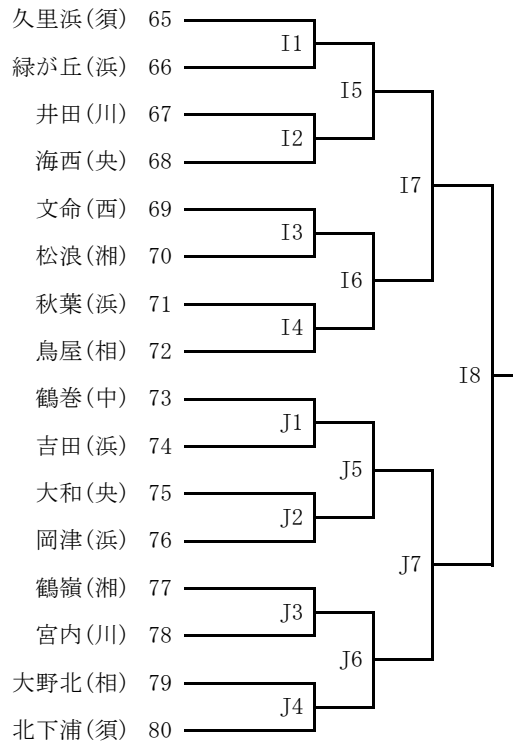 久里浜(須) 65
I1
緑が丘(浜) 66
I5
井田(川) 67
I2
海西(央) 68
I7
文命(西) 69
I3
松浪(湘) 70
I6
秋葉(浜) 71
I4
鳥屋(相) 72
I8
鶴巻(中) 73
J1
吉田(浜) 74
J5
大和(央) 75
J2
岡津(浜) 76
J7
鶴嶺(湘) 77
J3
宮内(川) 78
J6
大野北(相) 79
J4
北下浦(須) 80